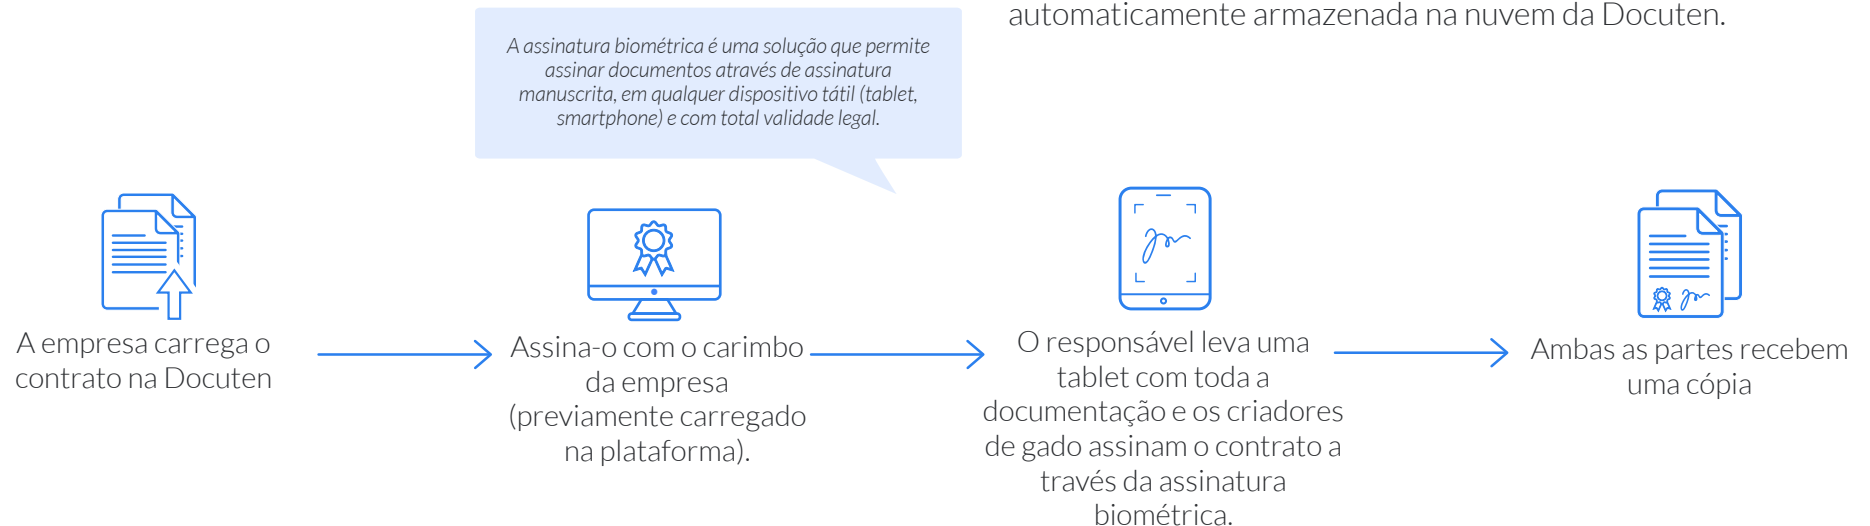 automaticamente armazenada na nuvem da Docuten.
A assinatura biométrica é uma solução que permite
assinar documentos através de assinatura
manuscrita, em qualquer dispositivo tátil (tablet,
smartphone) e com total validade legal.
A empresa carrega o
contrato na Docuten
Assina-o com o carimbo
da empresa
(previamente carregado
na plataforma).
O responsável leva uma
tablet com toda a
documentação e os criadores
de gado assinam o contrato a
través da assinatura
biométrica.
Ambas as partes recebem
uma cópia